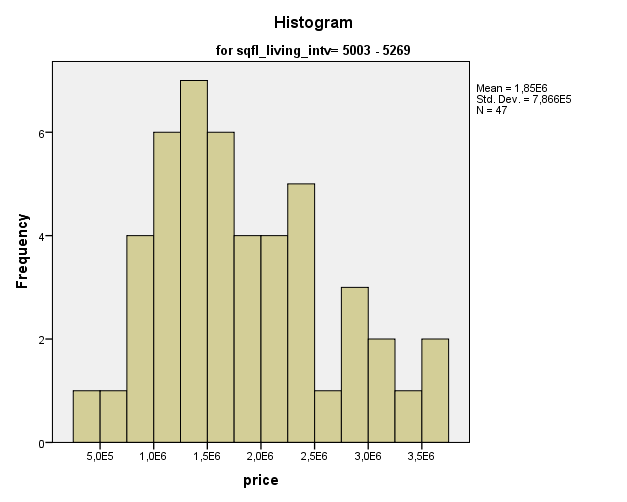 Histogram
for sqfl_living_intv= 5003 - 5269
Mean = 1,85E6
Std. Dev. = 7,866E5
N = 47
Frequency
6
4
2
0
5,0E5 1,0E6 1,5E6 2,0E6 2,5E6 3,0E6 3,5E6
price